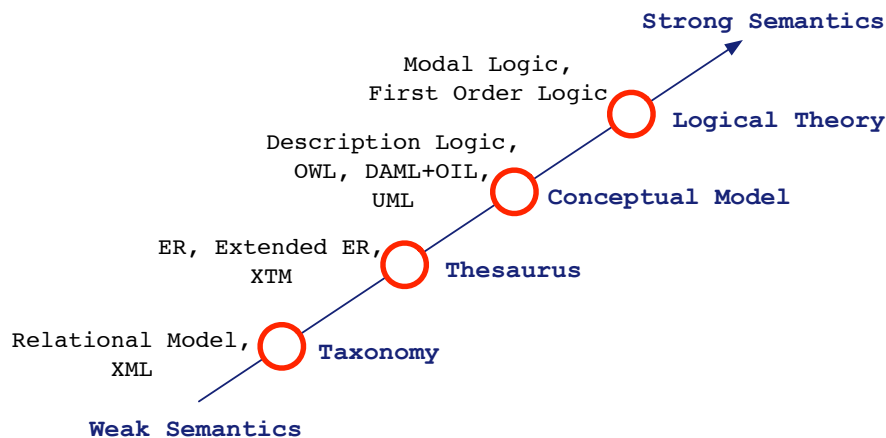 Strong Semantics
Modal Logic,
First Order Logic
Logical Theory
Description Logic,
OWL, DAML+OIL,
UML
Conceptual Model
ER, Extended ER,
XTM
Thesaurus
Relational Model,
XML
Taxonomy
Weak Semantics